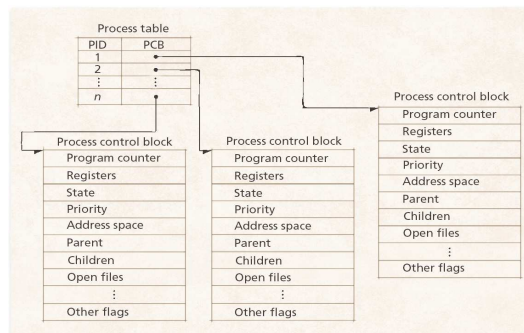 Process table
PID PCB
1
2
⋮ ⋮
n
Process control block
Program counter
Registers
State
Priority
Address space
Parent
Children
Open files
⋮
Other flags
Process control block
Program counter
Registers
State
Priority
Address space
Parent
Children
Open files
⋮
Other flags
Process control block
Program counter
Registers
State
Priority
Address space
Parent
Children
Open files
⋮
Other flags